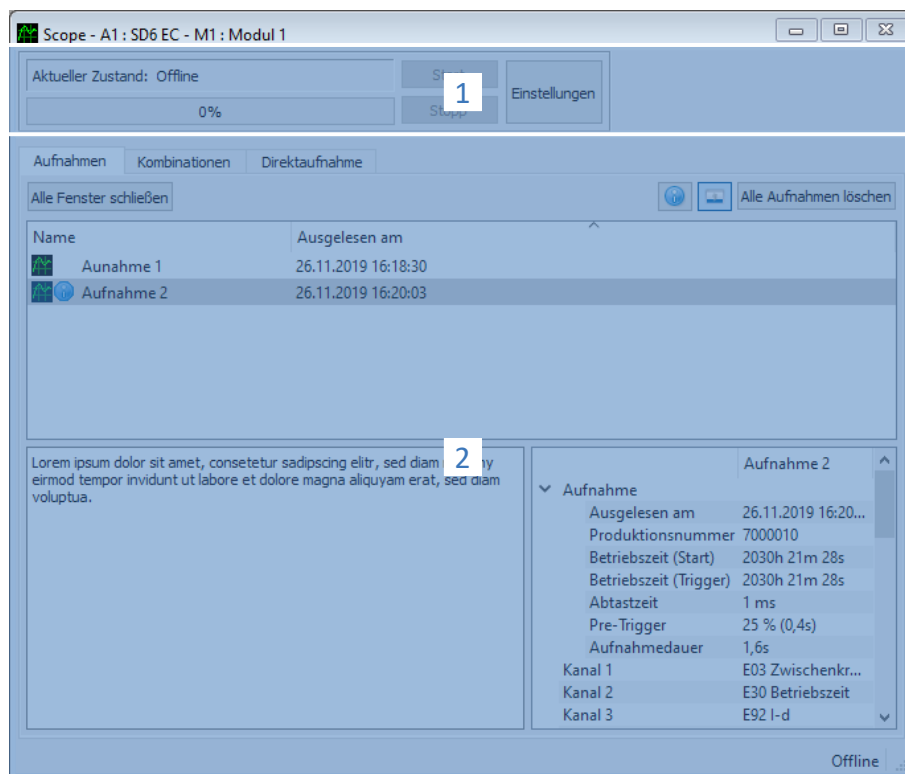 Scope - A1 : SD6 EC - M1 : Modul 1
Aktueller Zustand: Offline
0%
Stopp
1
Einstellungen
Aufnahmen Kombinationen Direktaufnahme
Alle Fenster schließen Alle Aufnahmen löschen
Name Ausgelesen am
Aunahme 1 26.11.2019 16:18:30
Aufnahme 2 26.11.2019 16:20:03
2
Lorem ipsum dolor sit amet, consetetur sadipscing elitr, sed diam
eirmod tempor invidunt ut labore et dolore magna aliquyam erat, sed diam
voluptua.
Aufnahme 2
Aufnahme
Ausgelesen am 26.11.2019 16:20...
Produktionsnummer 7000010
Betriebszeit (Start) 2030h 21m 28s
Betriebszeit (Trigger) 2030h 21m 28s
Abtastzeit 1 ms
Pre-Trigger 25 % (0,4s)
Aufnahmedauer 1,6s
Kanal 1 E03 Zwischenkr...
Kanal 2 E30 Betriebszeit
Kanal 3 E92 I-d
Offline